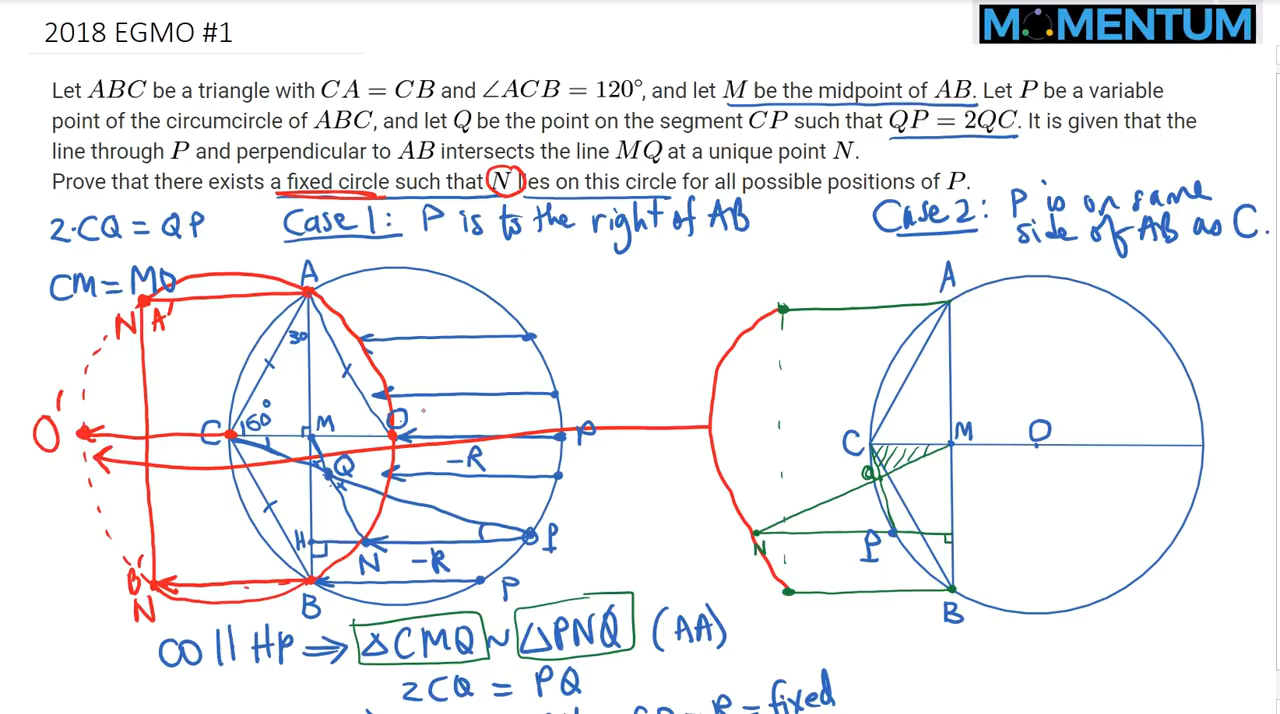 2018 EGMO #1
MOMENTUM
Let ABC be a triangle with CA = CB and ∠ACB = 120°, and let M be the midpoint of AB. Let P be a variable
point of the circumcircle of ABC, and let Q be the point on the segment CP such that QP = 2QC. It is given that the
line through P and perpendicular to AB intersects the line MQ at a unique point N.
Prove that there exists a fixed circle such that N lies on this circle for all possible positions of P.
2·CQ = QP
Case 1: P is to the right of AB
Case 2: P is on same
side of AB as C.
CM = MO
A
N A'
30
O'
C
160°
M
O
P
-R
Q
H
N
-R
P
B'
N
B
P
A
C
M
O
Q
N
P
B
CO || HP ⇒ △CMQ ~ △PNQ (AA)
2CQ = PQ
= R = fixed